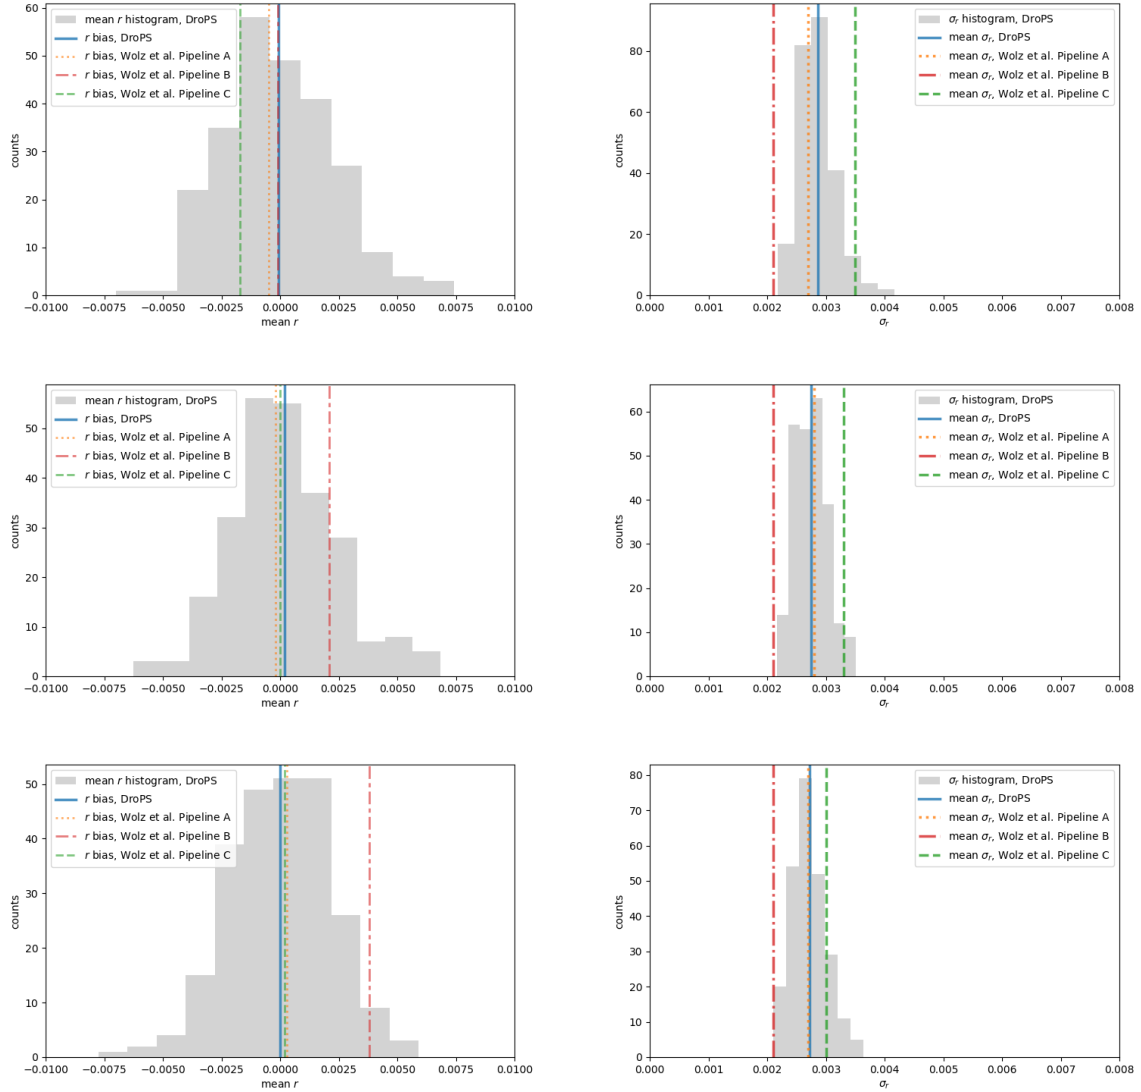 60
50
40
30
20
10
0
counts
mean r histogram, DroPS
r bias, DroPS
r bias, Wolz et al. Pipeline A
r bias, Wolz et al. Pipeline B
r bias, Wolz et al. Pipeline C
−0.0100 −0.0075 −0.0050 −0.0025 0.0000 0.0025 0.0050 0.0075 0.0100
mean r
80
60
40
20
0
counts
σr histogram, DroPS
mean σr, DroPS
mean σr, Wolz et al. Pipeline A
mean σr, Wolz et al. Pipeline B
mean σr, Wolz et al. Pipeline C
0.000 0.001 0.002 0.003 0.004 0.005 0.006 0.007 0.008
σr
50
40
30
20
10
0
counts
mean r histogram, DroPS
r bias, DroPS
r bias, Wolz et al. Pipeline A
r bias, Wolz et al. Pipeline B
r bias, Wolz et al. Pipeline C
−0.0100 −0.0075 −0.0050 −0.0025 0.0000 0.0025 0.0050 0.0075 0.0100
mean r
60
50
40
30
20
10
0
counts
σr histogram, DroPS
mean σr, DroPS
mean σr, Wolz et al. Pipeline A
mean σr, Wolz et al. Pipeline B
mean σr, Wolz et al. Pipeline C
0.000 0.001 0.002 0.003 0.004 0.005 0.006 0.007 0.008
σr
50
40
30
20
10
0
counts
mean r histogram, DroPS
r bias, DroPS
r bias, Wolz et al. Pipeline A
r bias, Wolz et al. Pipeline B
r bias, Wolz et al. Pipeline C
−0.0100 −0.0075 −0.0050 −0.0025 0.0000 0.0025 0.0050 0.0075 0.0100
mean r
80
70
60
50
40
30
20
10
0
counts
σr histogram, DroPS
mean σr, DroPS
mean σr, Wolz et al. Pipeline A
mean σr, Wolz et al. Pipeline B
mean σr, Wolz et al. Pipeline C
0.000 0.001 0.002 0.003 0.004 0.005 0.006 0.007 0.008
σr